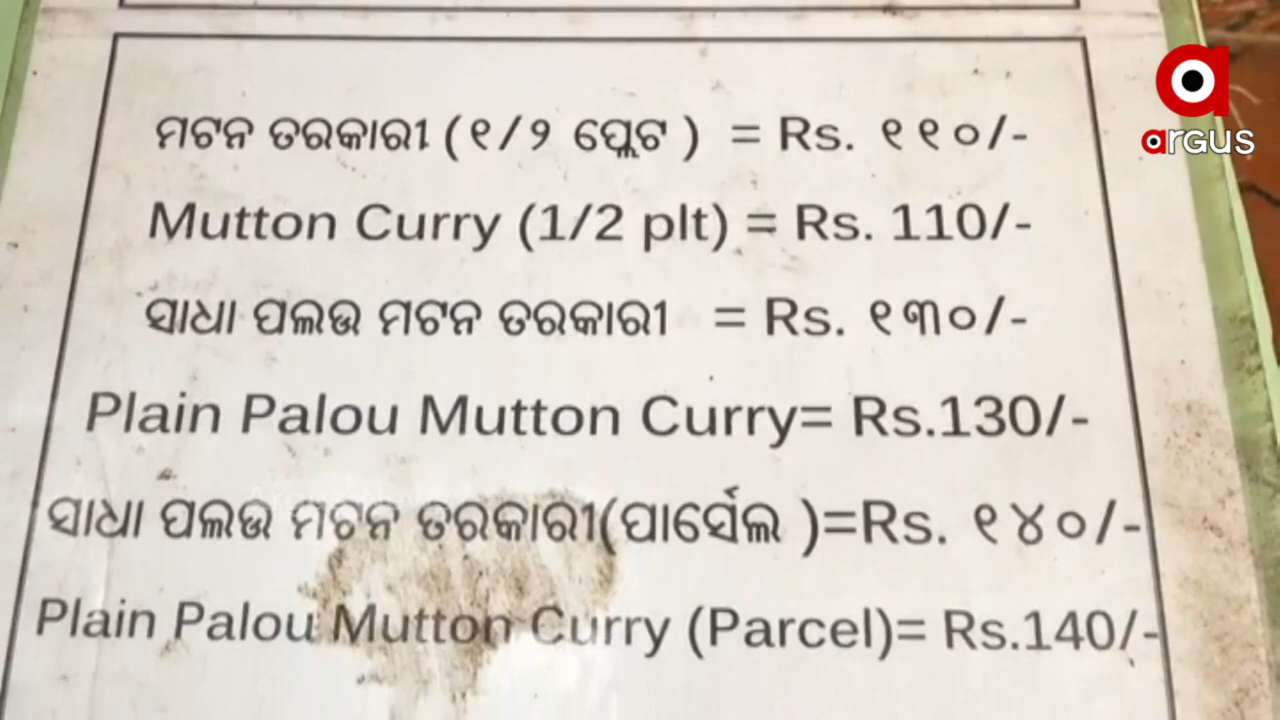 ମଟନ ତରକାରୀ (୧/୨ ପ୍ଲେଟ ) = Rs. ୧୧୦/-
Mutton Curry (1/2 plt) = Rs. 110/-
ସାଧା ପଲଉ ମଟନ ତରକାରୀ = Rs. ୧୩୦/-
Plain Palou Mutton Curry= Rs.130/-
ସାଧା ପଲଉ ମଟନ ତରକାରୀ(ପାର୍ସେଲ )=Rs. ୧୪୦/-
Plain Palou Mutton Curry (Parcel)= Rs.140/-
argus